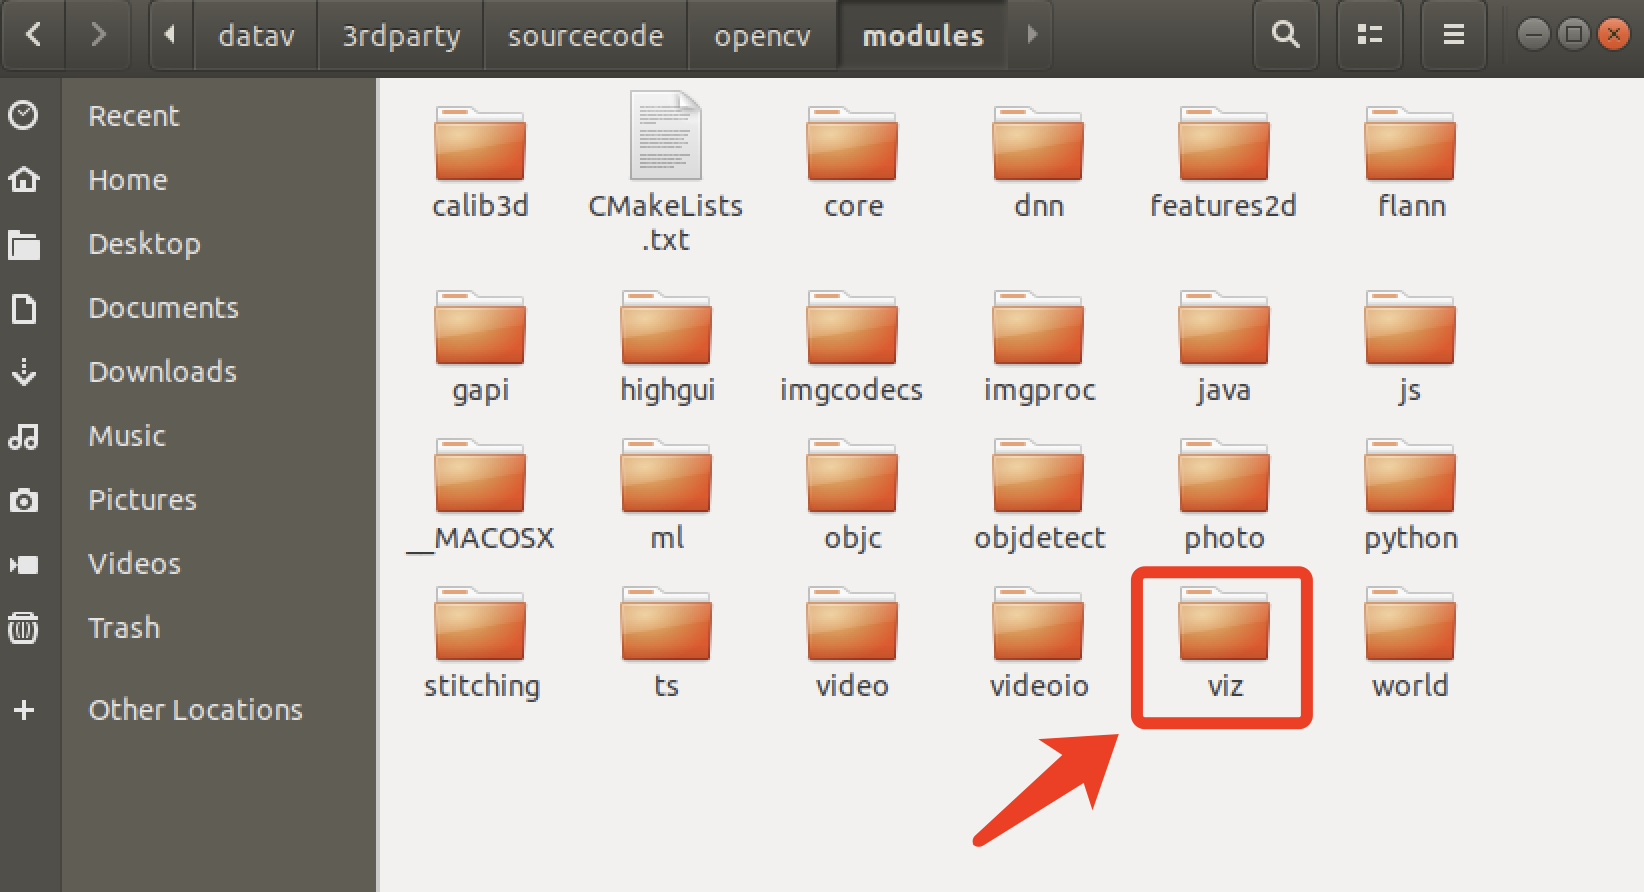 datav 3rdparty sourcecode opencv modules
Recent
Home
Desktop
Documents
Downloads
Music
Pictures
Videos
Trash
Other Locations
calib3d CMakeLists core dnn features2d flann
.txt
gapi highgui imgcodecs imgproc java js
__MACOSX ml objc objdetect photo python
stitching ts video videoio viz world